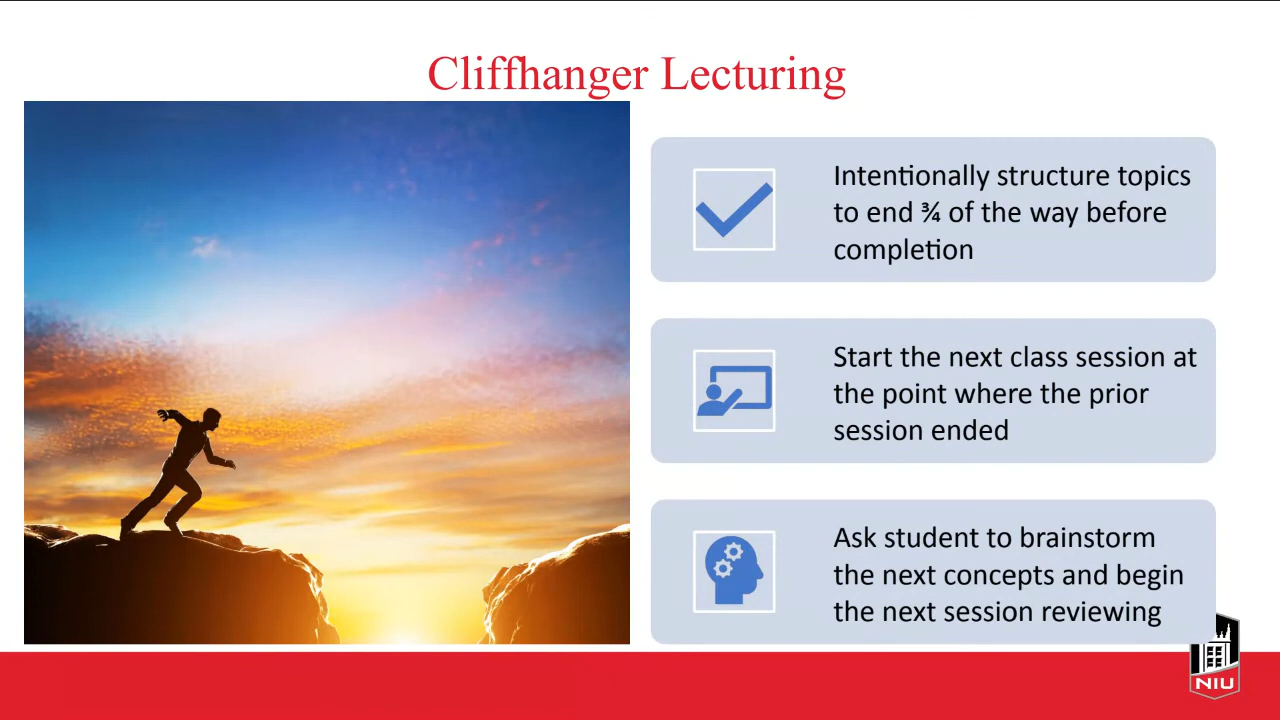 Cliffhanger Lecturing
Intentionally structure topics
to end ¾ of the way before
completion
Start the next class session at
the point where the prior
session ended
Ask student to brainstorm
the next concepts and begin
the next session reviewing
NIU